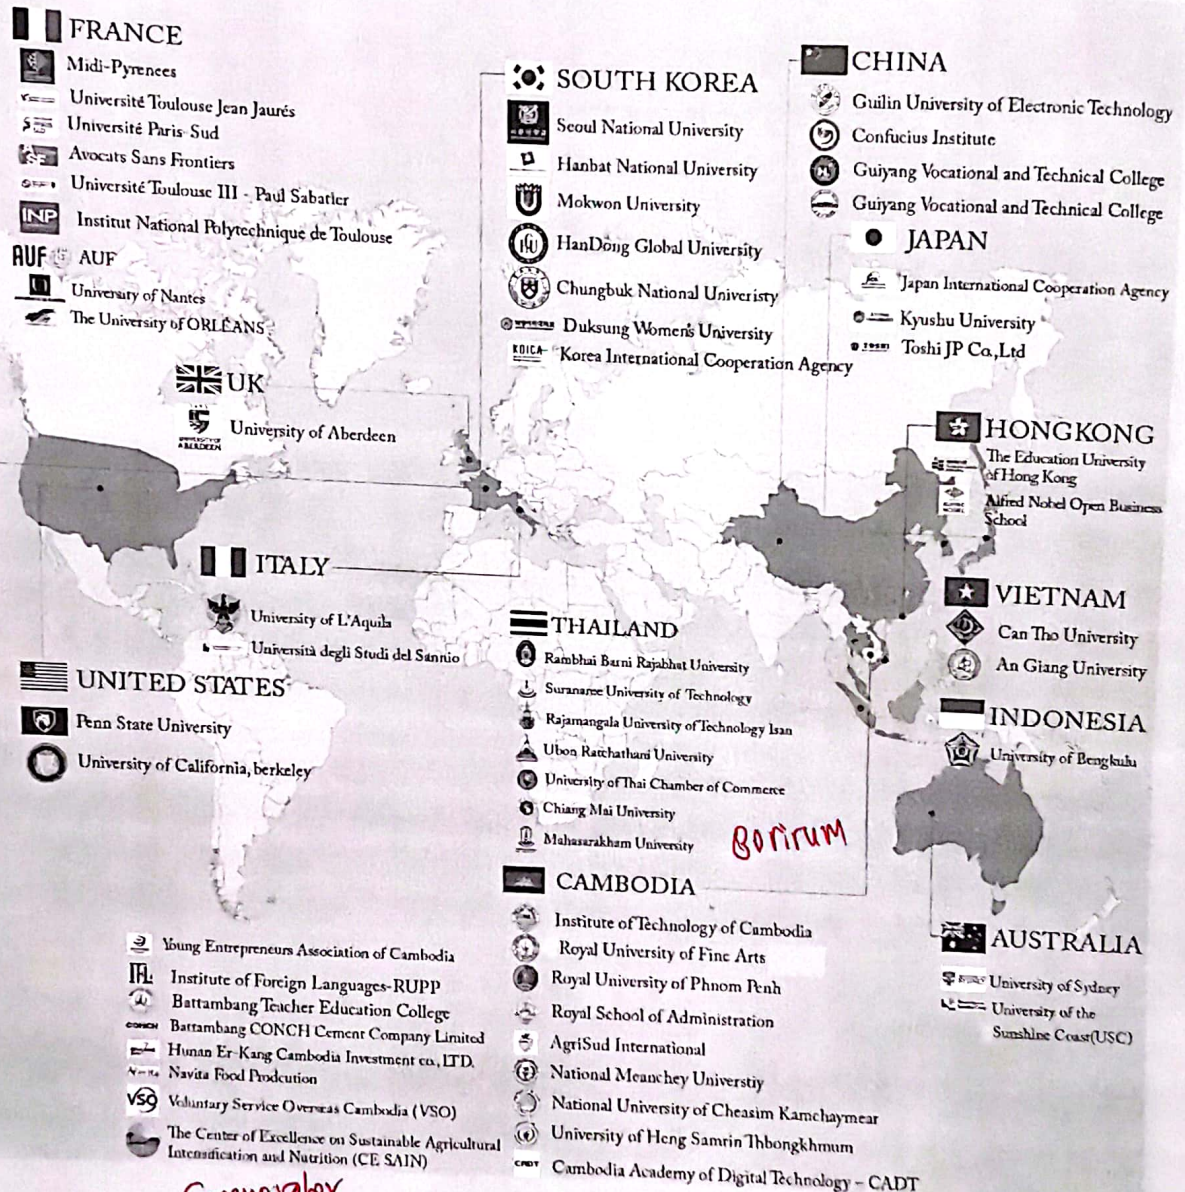 FRANCE
Midi-Pyrenees
Université Toulouse Jean Jaurés
Université Paris-Sud
Avocats Sans Frontiers
Université Toulouse III - Paul Sabatier
INP Institut National Polytechnique de Toulouse
AUF AUF
University of Nantes
The University of ORLÉANS
UK
University of Aberdeen
UNIVERSITY OF ABERDEEN
SOUTH KOREA
Seoul National University
Hanbat National University
Mokwon University
HanDong Global University
Chungbuk National Univeristy
Duksung Women's University
KOICA Korea International Cooperation Agency
CHINA
Guilin University of Electronic Technology
Confucius Institute
Guiyang Vocational and Technical College
Guiyang Vocational and Technical College
JAPAN
Japan International Cooperation Agency
Kyushu University
TOSHI Toshi JP Co,Ltd
HONGKONG
The Education University
of Hong Kong
Alfred Nobel Open Business
School
ITALY
University of L'Aquila
Università degli Studi del Sannio
UNITED STATES
Penn State University
University of California, berkeley
THAILAND
Rambhai Barni Rajabhat University
Suranaree University of Technology
Rajamangala University of Technology Isan
Ubon Ratchathani University
University of Thai Chamber of Commerce
Chiang Mai University
Mahasarakham University
Borirum
VIETNAM
Can Tho University
An Giang University
INDONESIA
University of Bengkulu
AUSTRALIA
University of Sydney
University of the
Sunshine Coast(USC)
CAMBODIA
Institute of Technology of Cambodia
Royal University of Fine Arts
Royal University of Phnom Penh
Royal School of Administration
AgriSud International
National Meanchey Universtiy
National University of Cheasim Kamchaymear
University of Heng Samrin Thbongkhmum
CADT Cambodia Academy of Digital Technology - CADT
Young Entrepreneurs Association of Cambodia
IFL Institute of Foreign Languages-RUPP
Battambang Teacher Education College
CONCH Battambang CONCH Cement Company Limited
Hunan Er-Kang Cambodia Investment co., LTD.
Navita Food Prodcution
VSO Voluntary Service Overseas Cambodia (VSO)
The Center of Excellence on Sustainable Agricultural
Intensification and Nutrition (CE SAIN)